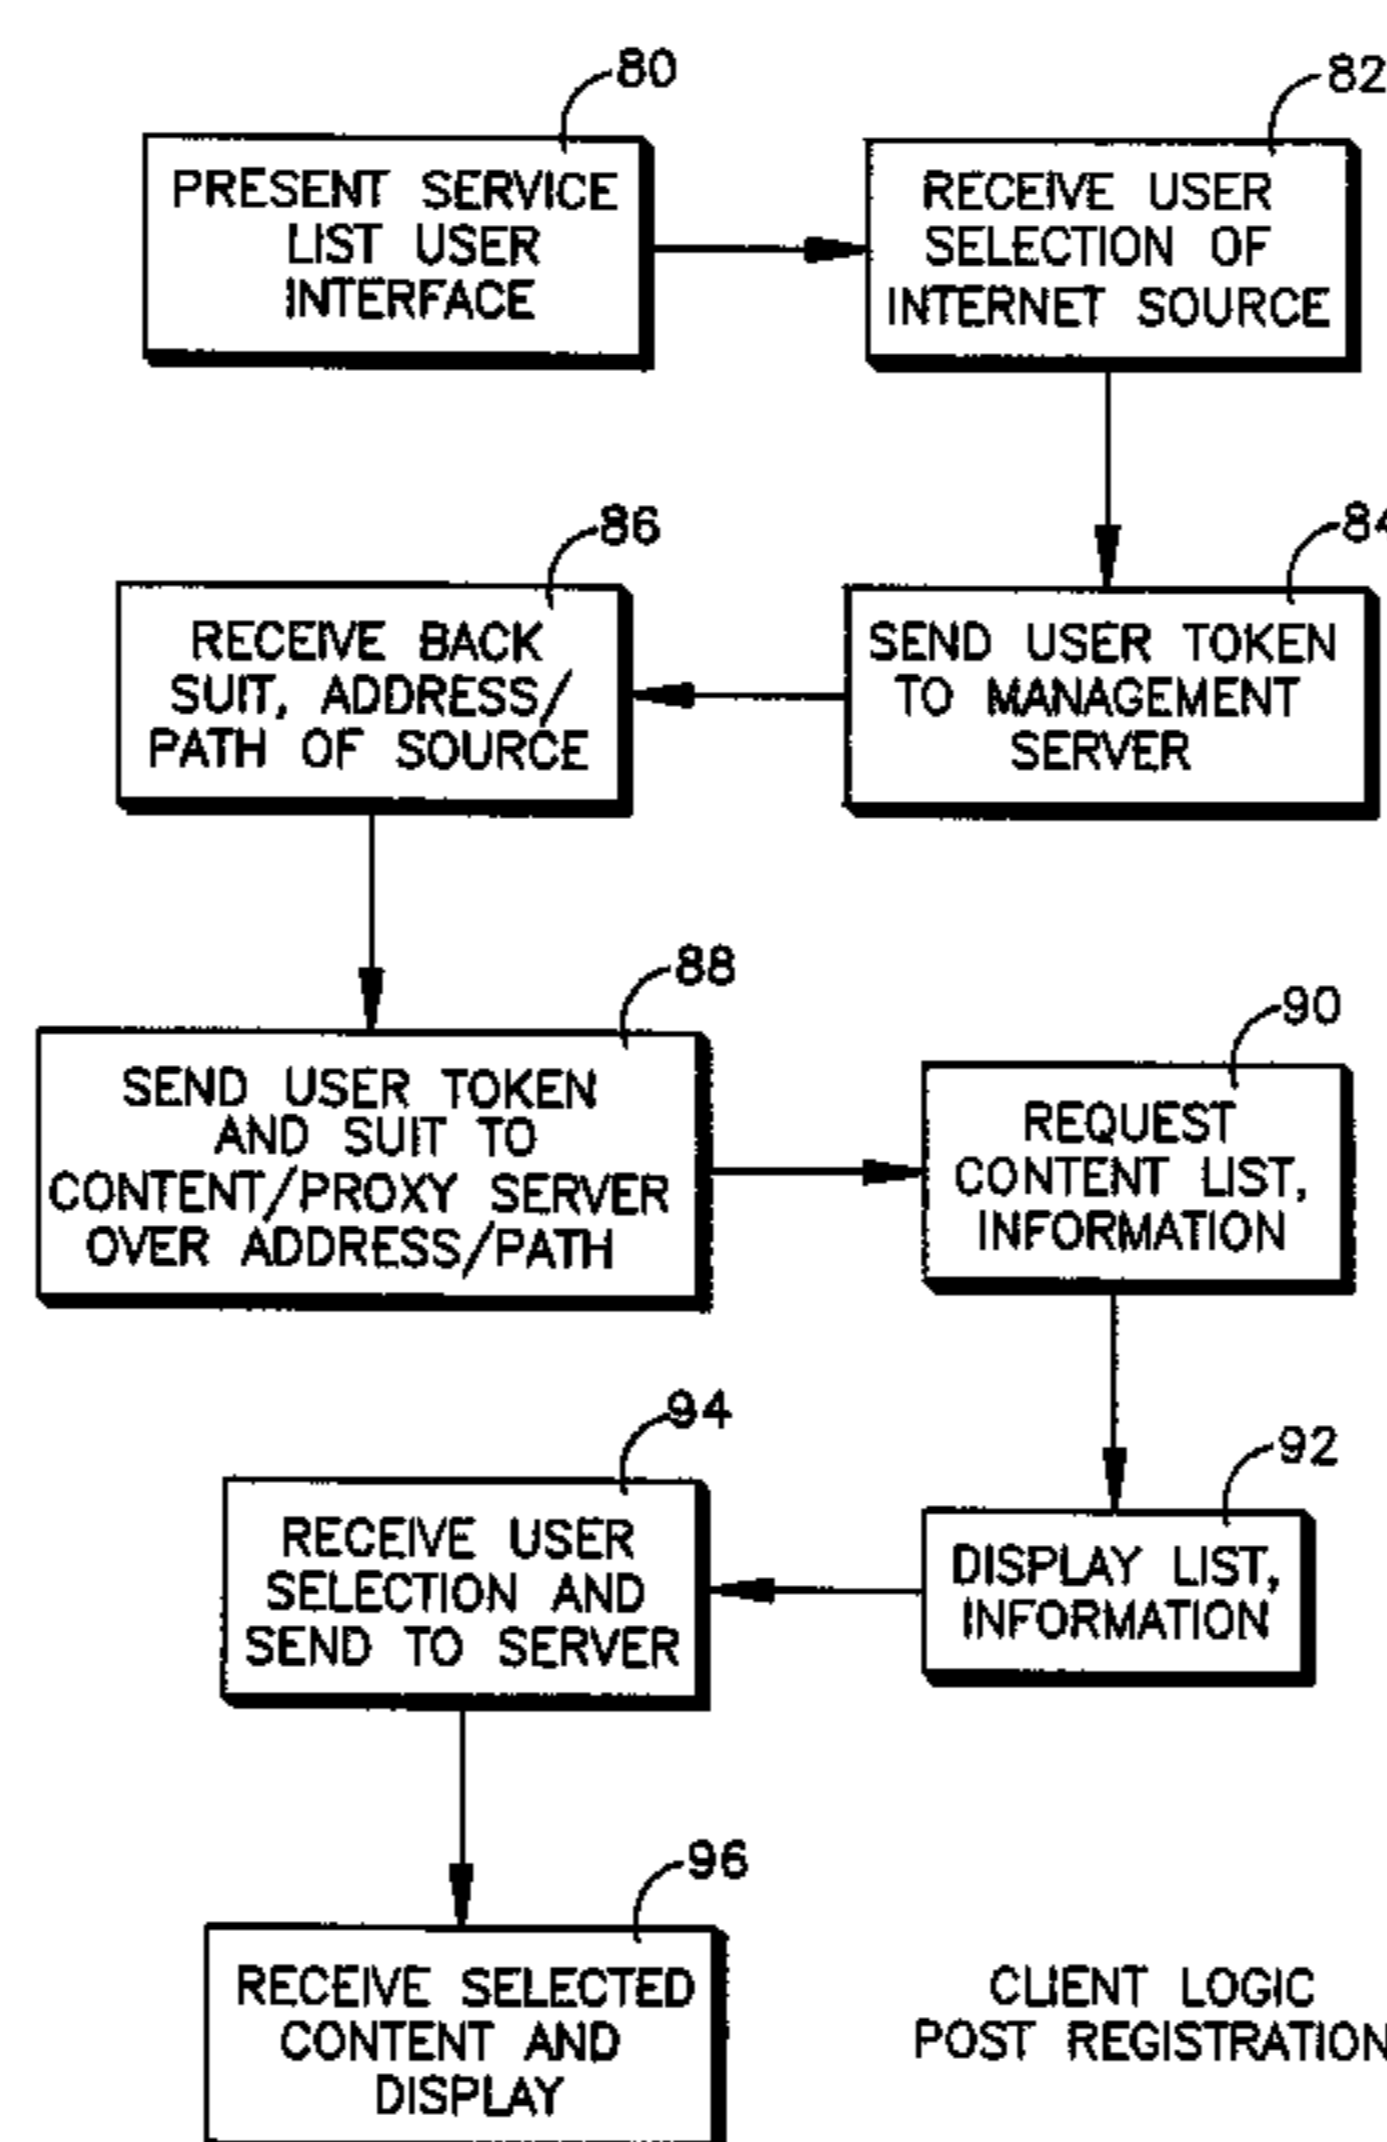 80
PRESENT SERVICE
LIST USER
INTERFACE
82
RECEIVE USER
SELECTION OF
INTERNET SOURCE
84
SEND USER TOKEN
TO MANAGEMENT
SERVER
86
RECEIVE BACK
SUIT, ADDRESS/
PATH OF SOURCE
88
SEND USER TOKEN
AND SUIT TO
CONTENT/PROXY SERVER
OVER ADDRESS/PATH
90
REQUEST
CONTENT LIST,
INFORMATION
92
DISPLAY LIST,
INFORMATION
94
RECEIVE USER
SELECTION AND
SEND TO SERVER
96
RECEIVE SELECTED
CONTENT AND
DISPLAY
CLIENT LOGIC
POST REGISTRATION